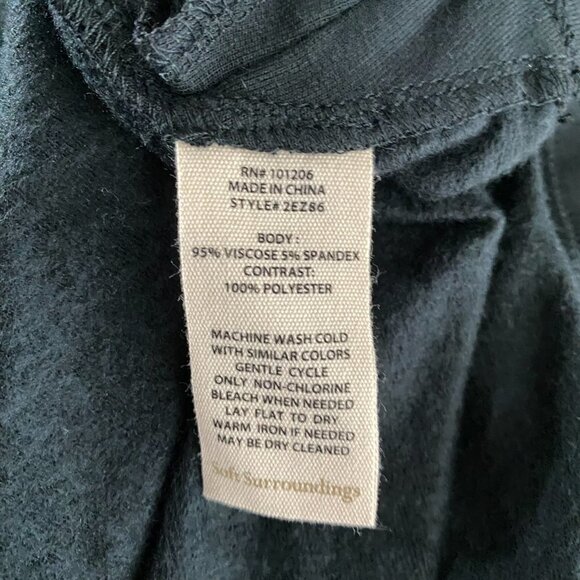 RN# 101206
MADE IN CHINA
STYLE# 2EZ86
BODY :
95% VISCOSE 5% SPANDEX
CONTRAST:
100% POLYESTER
MACHINE WASH COLD
WITH SIMILAR COLORS
GENTLE CYCLE
ONLY NON-CHLORINE
BLEACH WHEN NEEDED
LAY FLAT TO DRY
WARM IRON IF NEEDED
MAY BE DRY CLEANED
Soft Surroundings